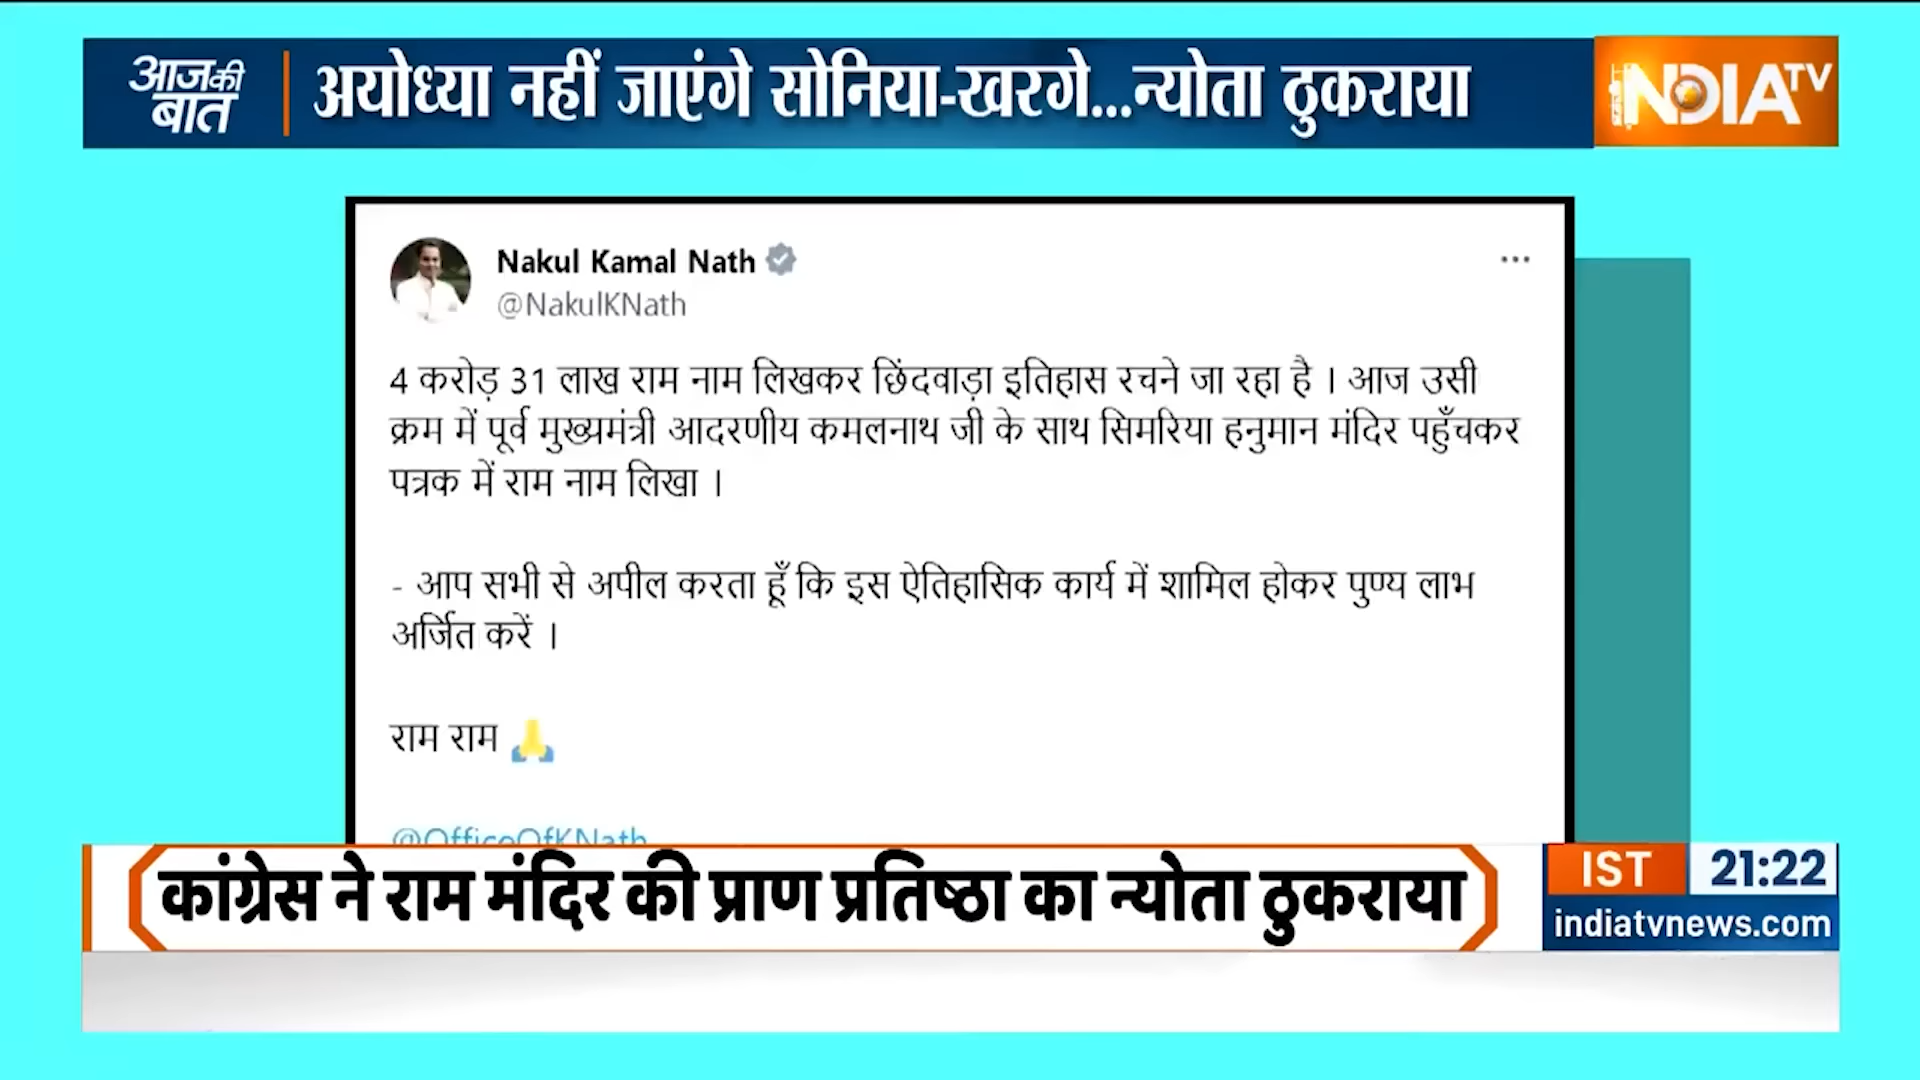 आज की
बात
अयोध्या नहीं जाएंगे सोनिया-खरगे...न्योता ठुकराया
INDIA TV
Nakul Kamal Nath
@NakulKNath
4 करोड़ 31 लाख राम नाम लिखकर छिंदवाड़ा इतिहास रचने जा रहा है । आज उसी
क्रम में पूर्व मुख्यमंत्री आदरणीय कमलनाथ जी के साथ सिमरिया हनुमान मंदिर पहुँचकर
पत्रक में राम नाम लिखा ।
- आप सभी से अपील करता हूँ कि इस ऐतिहासिक कार्य में शामिल होकर पुण्य लाभ
अर्जित करें ।
राम राम 🙏
@OfficeOfKNath
कांग्रेस ने राम मंदिर की प्राण प्रतिष्ठा का न्योता ठुकराया
IST 21:22
indiatvnews.com